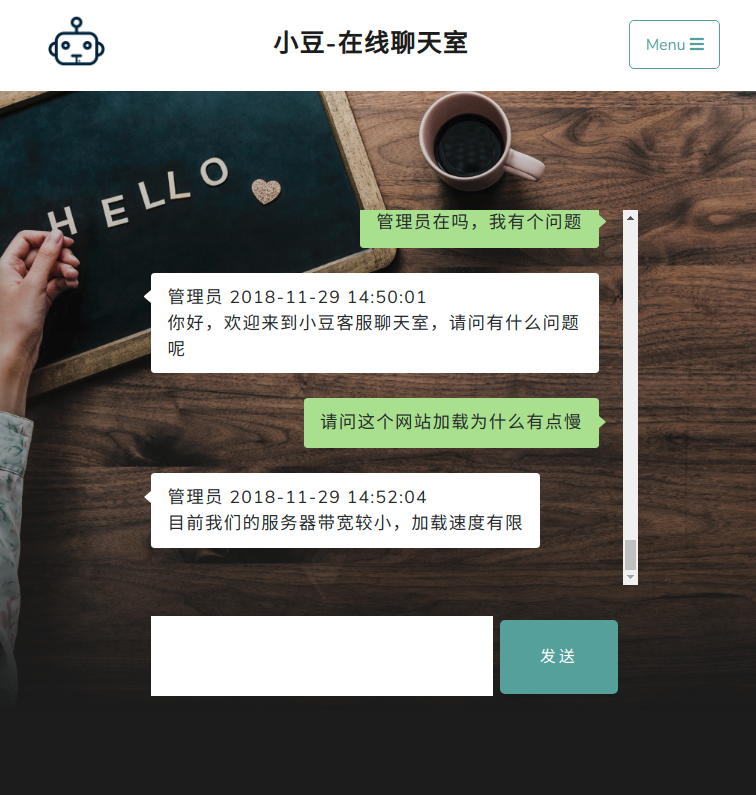 小豆-在线聊天室
Menu
HELLO
管理员在吗，我有个问题
管理员 2018-11-29 14:50:01
你好，欢迎来到小豆客服聊天室，请问有什么问题
呢
请问这个网站加载为什么有点慢
管理员 2018-11-29 14:52:04
目前我们的服务器带宽较小，加载速度有限
发送